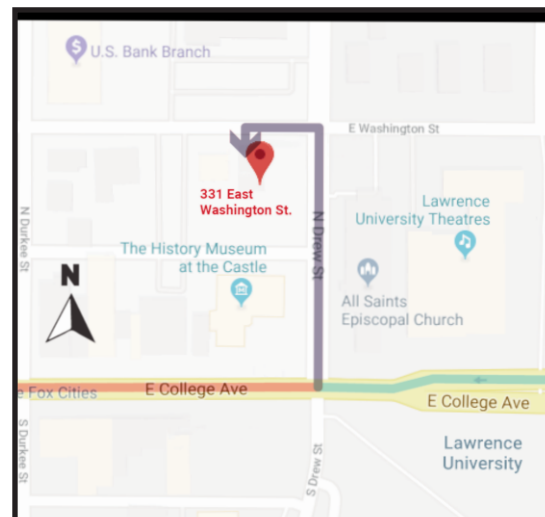 U.S. Bank Branch
E Washington St
331 East
Washington St.
Lawrence
University Theatres
N Durkee St
N Drew St
The History Museum
at the Castle
N
All Saints
Episcopal Church
e Fox Cities
E College Ave
E College Ave
S Durkee St
S Drew St
Lawrence
University